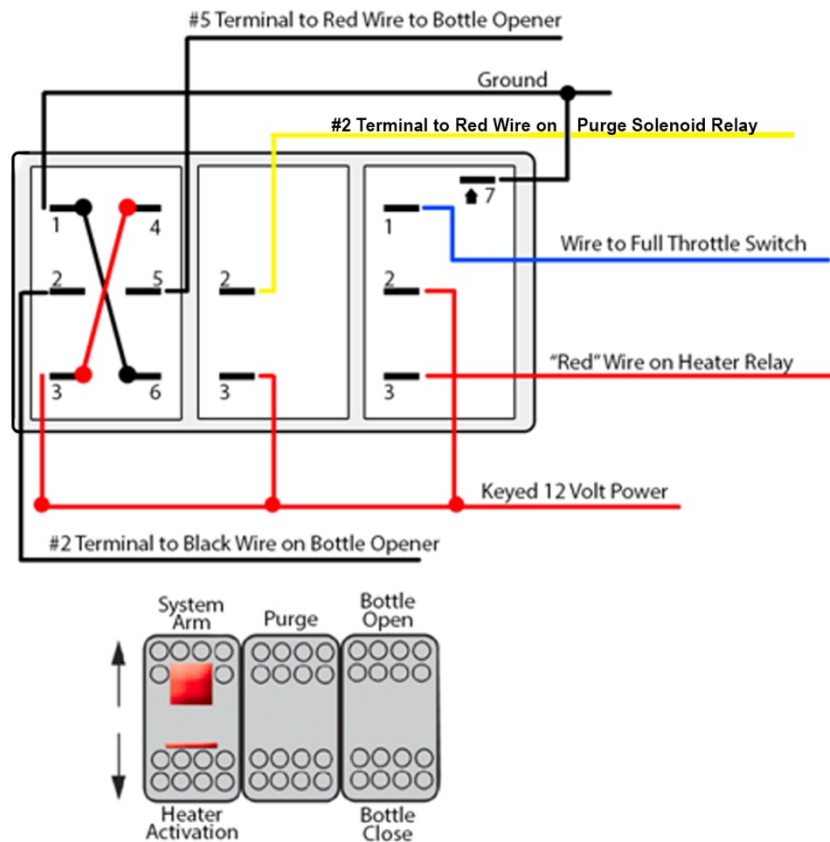 #5 Terminal to Red Wire to Bottle Opener
Ground
#2 Terminal to Red Wire on Purge Solenoid Relay
7
1 4 1
Wire to Full Throttle Switch
2 5 2 2
"Red" Wire on Heater Relay
3 6 3 3
Keyed 12 Volt Power
#2 Terminal to Black Wire on Bottle Opener
System
Arm
Purge
Bottle
Open
Heater
Activation
Bottle
Close